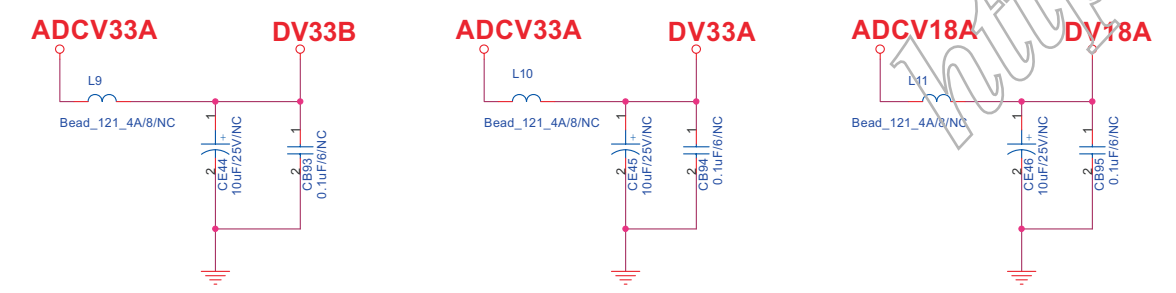 ADCV33A DV33B
L9
Bead_121_4A/8/NC
1
2
CE44
10uF/25V/NC
+
1
2
CB93
0.1uF/6/NC
ADCV33A DV33A
L10
Bead_121_4A/8/NC
1
2
CE45
10uF/25V/NC
+
1
2
CB94
0.1uF/6/NC
ADCV18A DV18A
L11
Bead_121_4A/8/NC
1
2
CE46
10uF/25V/NC
+
1
2
CB95
0.1uF/6/NC
http